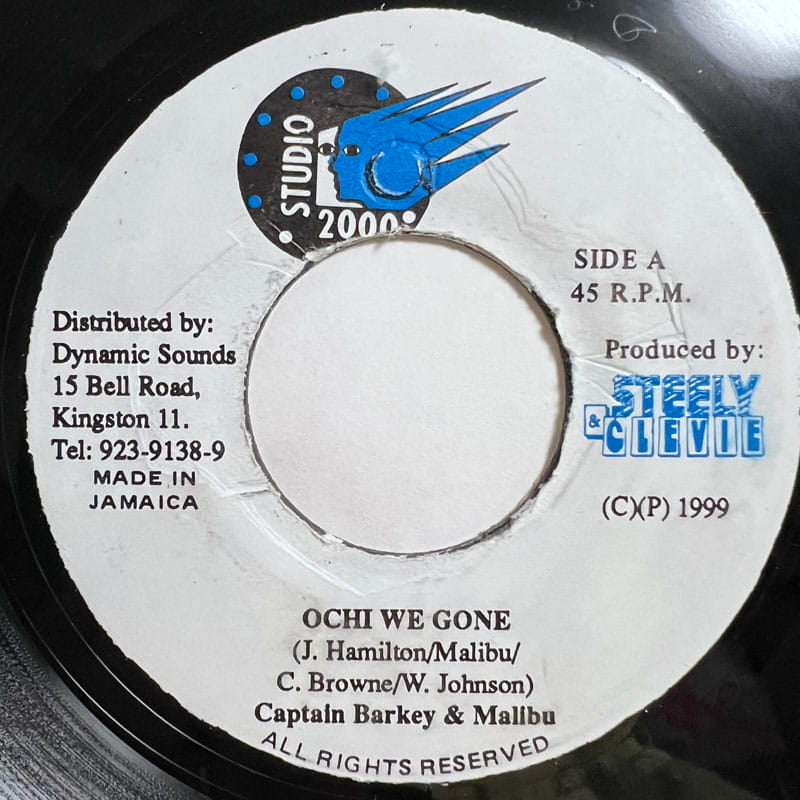 STUDIO
2000
SIDE A
45 R.P.M.
Distributed by:
Dynamic Sounds
15 Bell Road,
Kingston 11.
Tel: 923-9138-9
MADE IN
JAMAICA
Produced by:
STEELY
& CLEVIE
(C)(P) 1999
OCHI WE GONE
(J. Hamilton/Malibu/
C. Browne/W. Johnson)
Captain Barkey & Malibu
ALL RIGHTS RESERVED